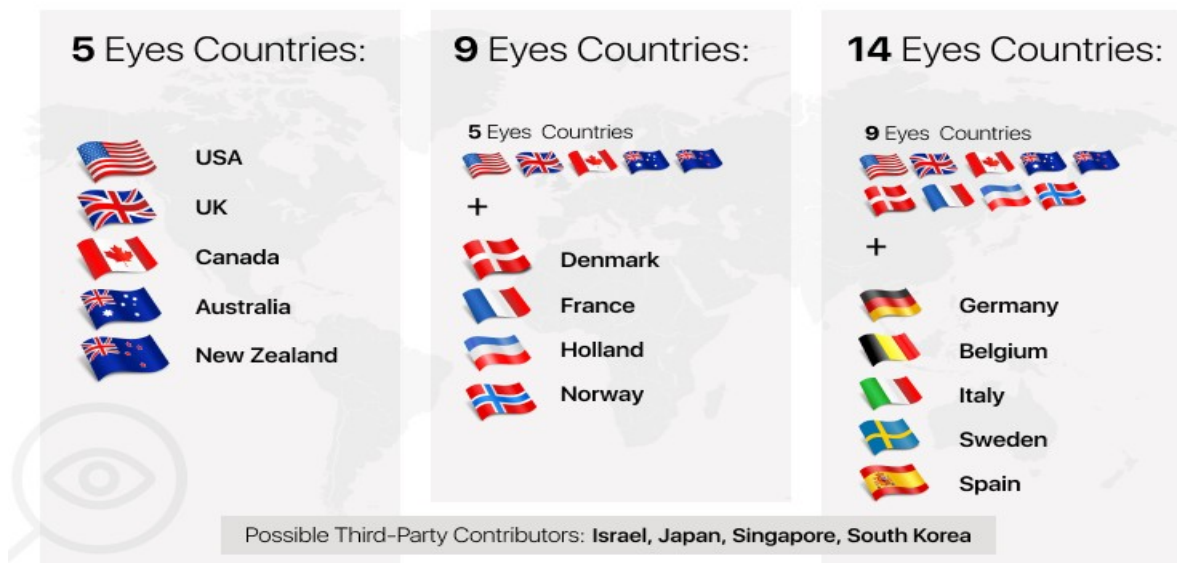 5 Eyes Countries:
USA
UK
Canada
Australia
New Zealand
9 Eyes Countries:
5 Eyes Countries
+
Denmark
France
Holland
Norway
14 Eyes Countries:
9 Eyes Countries
+
Germany
Belgium
Italy
Sweden
Spain
Possible Third-Party Contributors: Israel, Japan, Singapore, South Korea